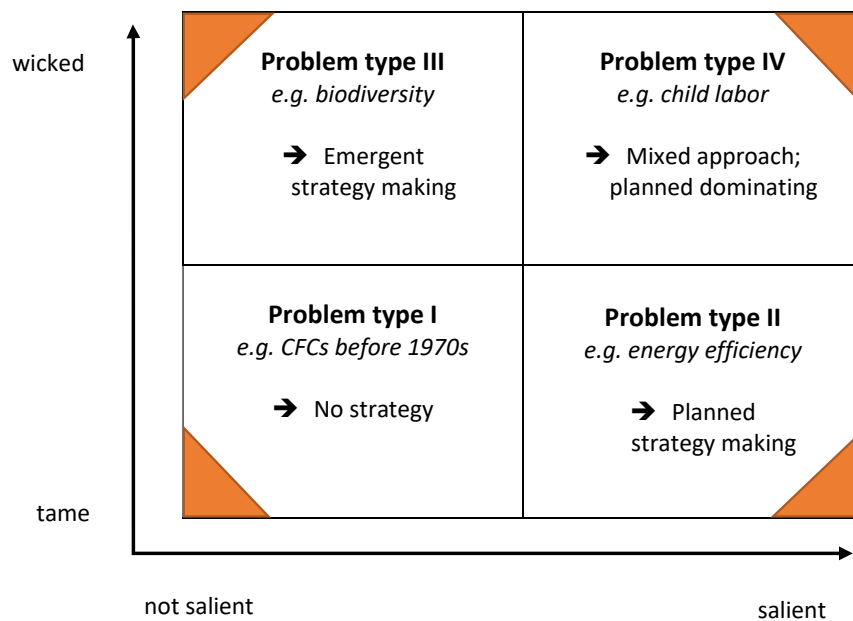 wicked
Problem type III
e.g. biodiversity
➔ Emergent
strategy making
Problem type IV
e.g. child labor
➔ Mixed approach;
planned dominating
Problem type I
e.g. CFCs before 1970s
➔ No strategy
Problem type II
e.g. energy efficiency
➔ Planned
strategy making
tame
not salient
salient